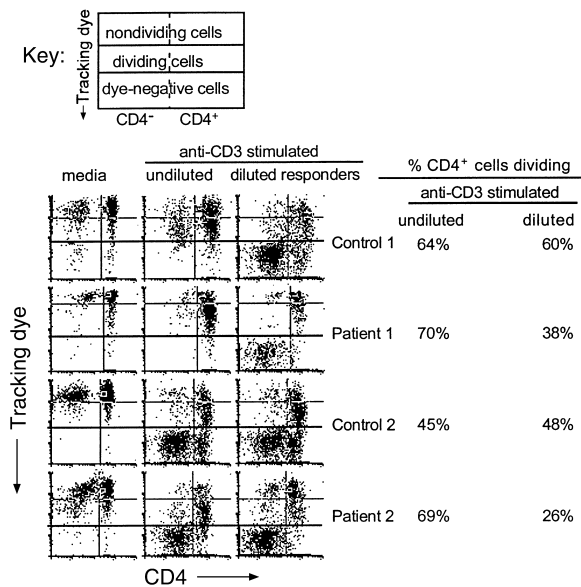 Key:
Tracking dye
nondividing cells
dividing cells
dye-negative cells
CD4- CD4+
anti-CD3 stimulated
media undiluted diluted responders
% CD4+ cells dividing
anti-CD3 stimulated
undiluted diluted
Control 1 64% 60%
Patient 1 70% 38%
Control 2 45% 48%
Patient 2 69% 26%
Tracking dye
CD4